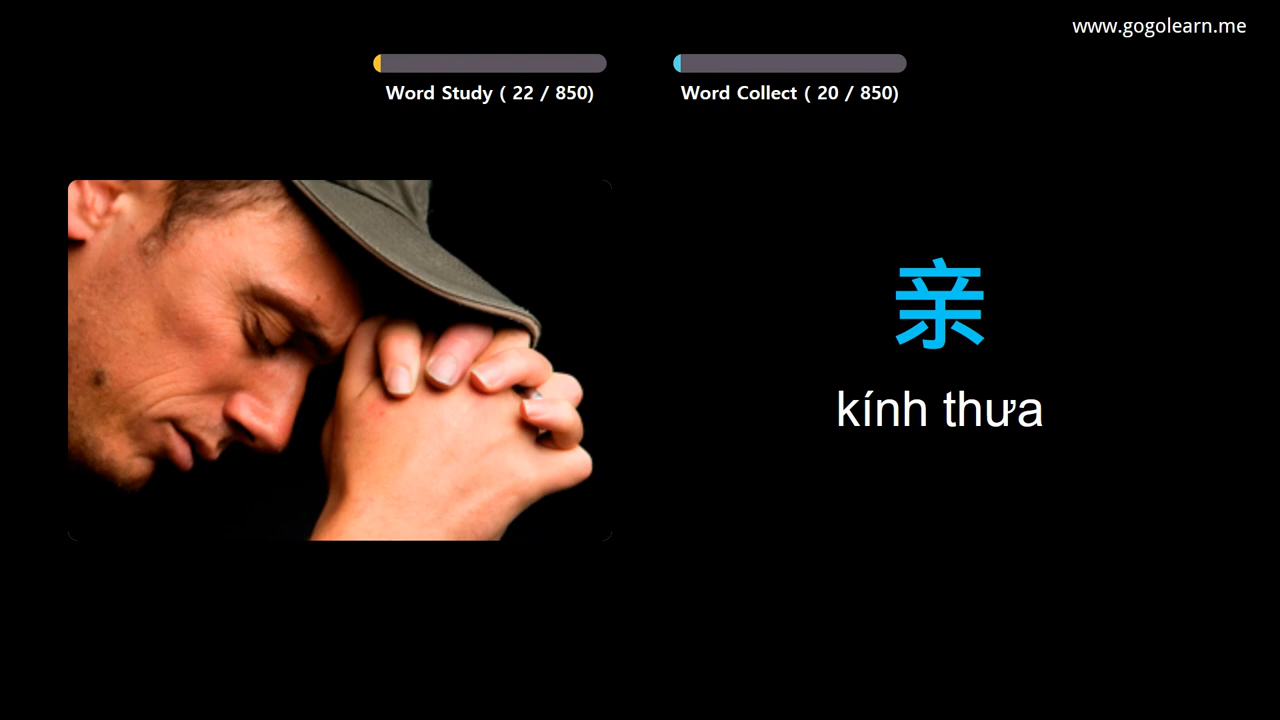 www.gogolearn.me
Word Study ( 22 / 850)
Word Collect ( 20 / 850)
亲
kính thưa